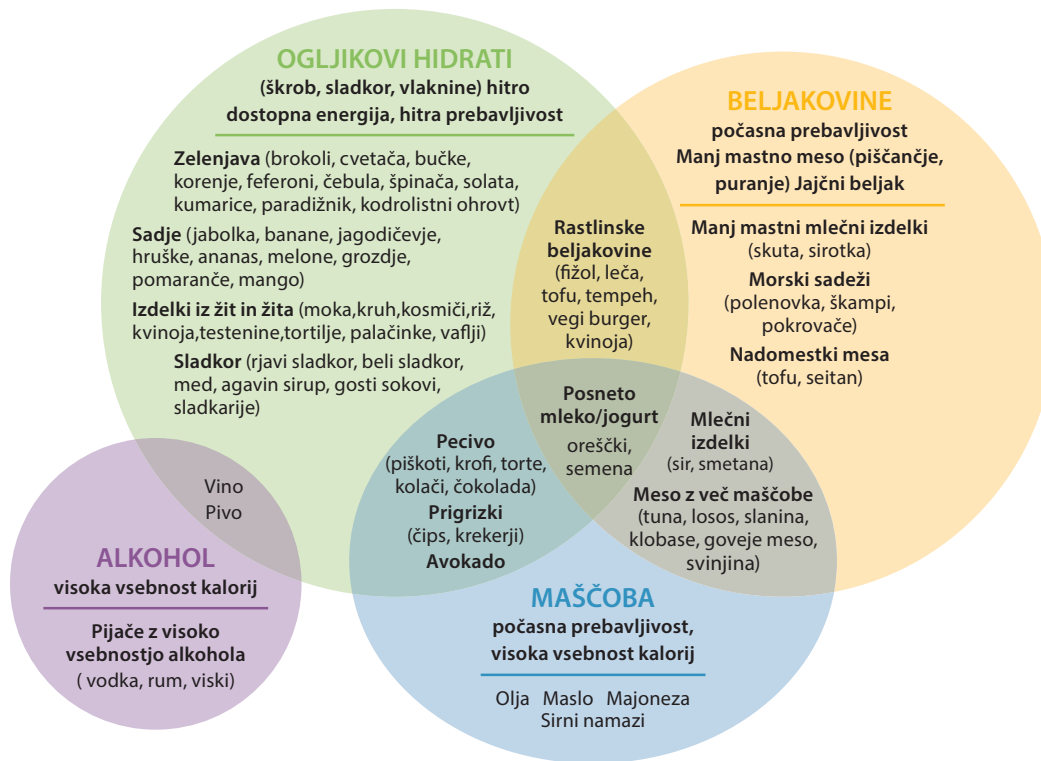 OGLJIKOVI HIDRATI
(škrob, sladkor, vlaknine) hitro
dostopna energija, hitra prebavljivost
Zelenjava (brokoli, cvetača, bučke,
korenje, feferoni, čebula, špinača, solata,
kumarice, paradižnik, kodrolistni ohrovt)
Sadje (jabolka, banane, jagodičevje,
hruške, ananas, melone, grozdje,
pomaranče, mango)
Izdelki iz žit in žita (moka,kruh,kosmiči,riž,
kvinoja,testenine,tortilje, palačinke, vaflji)
Sladkor (rjavi sladkor, beli sladkor,
med, agavin sirup, gosti sokovi,
sladkarije)
BELJAKOVINE
počasna prebavljivost
Manj mastno meso (piščančje,
puranje) Jajčni beljak
Manj mastni mlečni izdelki
(skuta, sirotka)
Morski sadeži
(polenovka, škampi,
pokrovače)
Nadomestki mesa
(tofu, seitan)
Rastlinske
beljakovine
(fižol, leča,
tofu, tempeh,
vegi burger,
kvinoja)
Posneto
mleko/jogurt
oreščki,
semena
Mlečni
izdelki
(sir, smetana)
Meso z več maščobe
(tuna, losos, slanina,
klobase, goveje meso,
svinjina)
Pecivo
(piškoti, krofi, torte,
kolači, čokolada)
Prigrizki
(čips, krekerji)
Avokado
Vino
Pivo
ALKOHOL
visoka vsebnost kalorij
Pijače z visoko
vsebnostjo alkohola
( vodka, rum, viski)
MAŠČOBA
počasna prebavljivost,
visoka vsebnost kalorij
Olja Maslo Majoneza
Sirni namazi